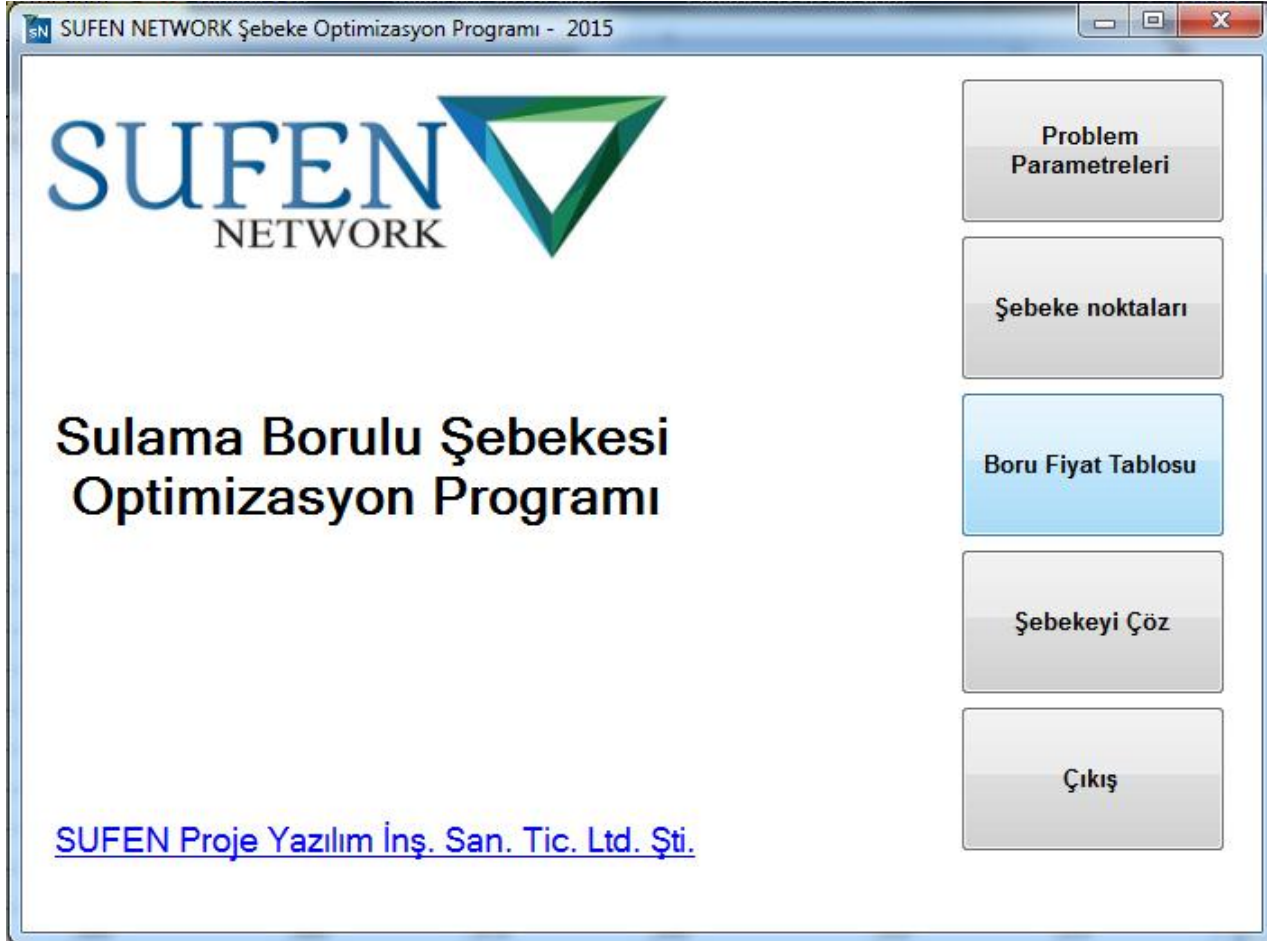 SUFEN NETWORK Şebeke Optimizasyon Programı - 2015
SUFEN
NETWORK
Sulama Borulu Şebekesi
Optimizasyon Programı
SUFEN Proje Yazılım İnş. San. Tic. Ltd. Şti.
Problem
Parametreleri
Şebeke noktaları
Boru Fiyat Tablosu
Şebekeyi Çöz
Çıkış